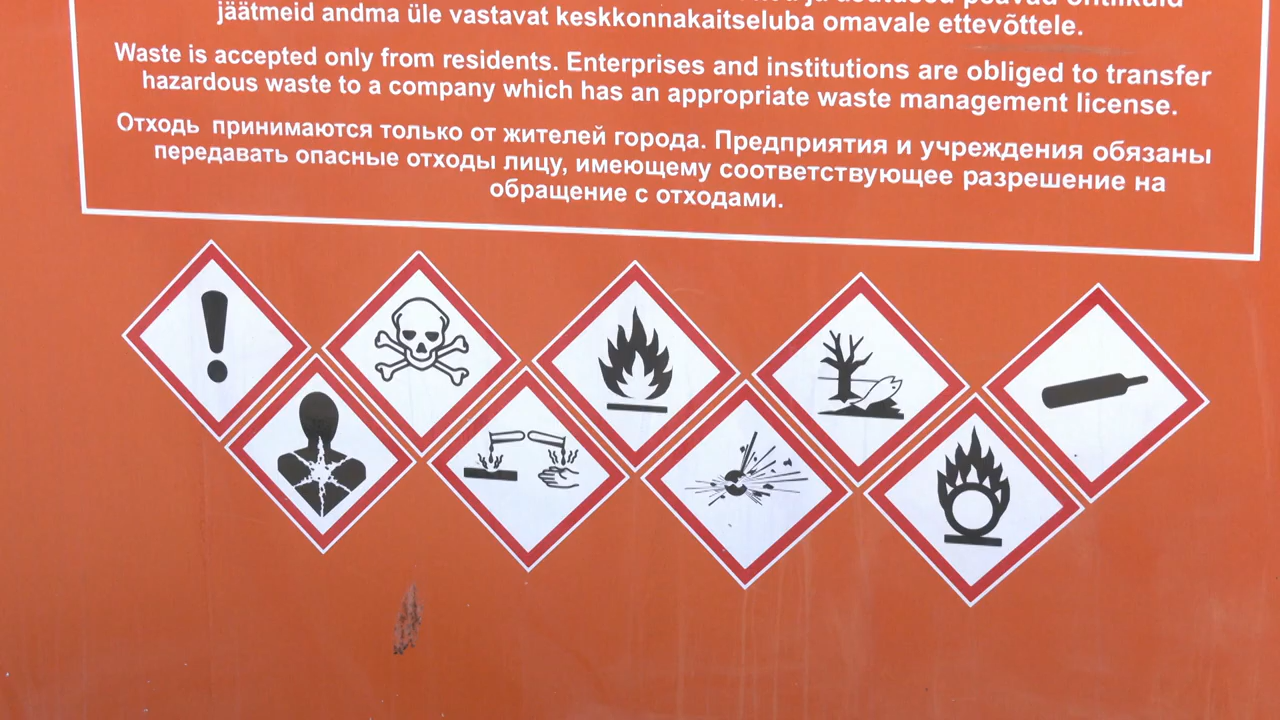 jäätmeid andma üle vastavat keskkonnakaitseluba omavale ettevõttele.
Waste is accepted only from residents. Enterprises and institutions are obliged to transfer
hazardous waste to a company which has an appropriate waste management license.
Отходь принимаются только от жителей города. Предприятия и учреждения обязаны
передавать опасные отходы лицу, имеющему соответствующее разрешение на
обращение с отходами.